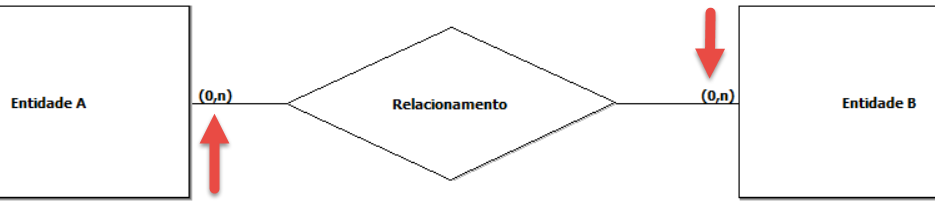 Entidade A
(0,n)
Relacionamento
(0,n)
Entidade B